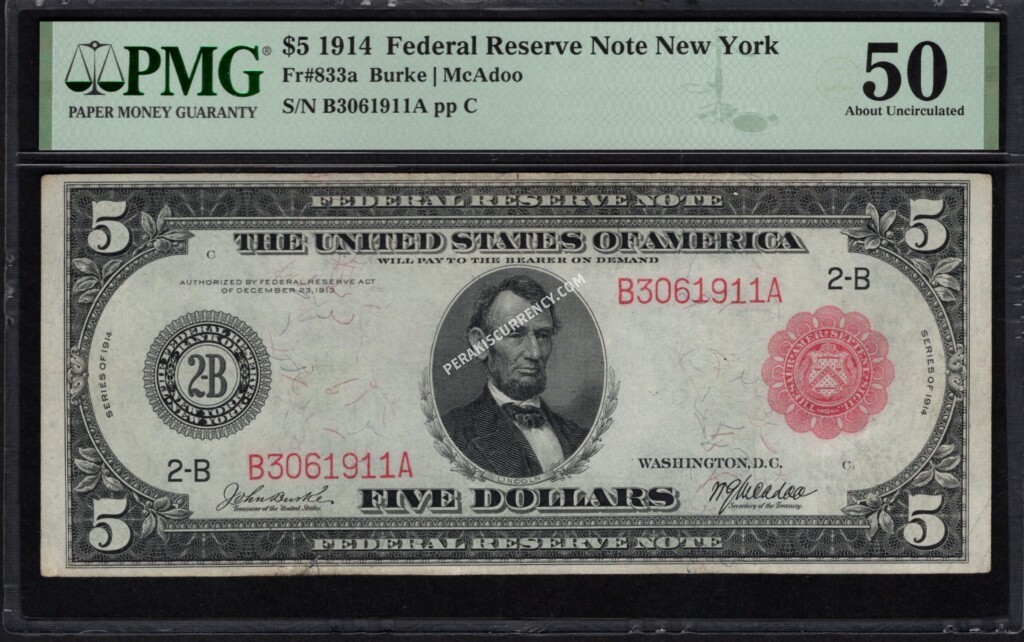 PMG®
PAPER MONEY GUARANTY
$5 1914 Federal Reserve Note New York
Fr#833a Burke | McAdoo
S/N B3061911A pp C
50
About Uncirculated
FEDERAL RESERVE NOTE
5
5
THE UNITED STATES OF AMERICA
WILL PAY TO THE BEARER ON DEMAND
C
AUTHORIZED BY FEDERAL RESERVE ACT
OF DECEMBER 23, 1913
B3061911A
2-B
PERAKISCURRENCY.COM
SERIES OF 1914
2-B
SERIES OF 1914
2-B
B3061911A
LINCOLN
WASHINGTON, D.C.
C
John Burke
Treasurer of the United States
FIVE DOLLARS
W G McAdoo
Secretary of the Treasury
5
5
FEDERAL RESERVE NOTE